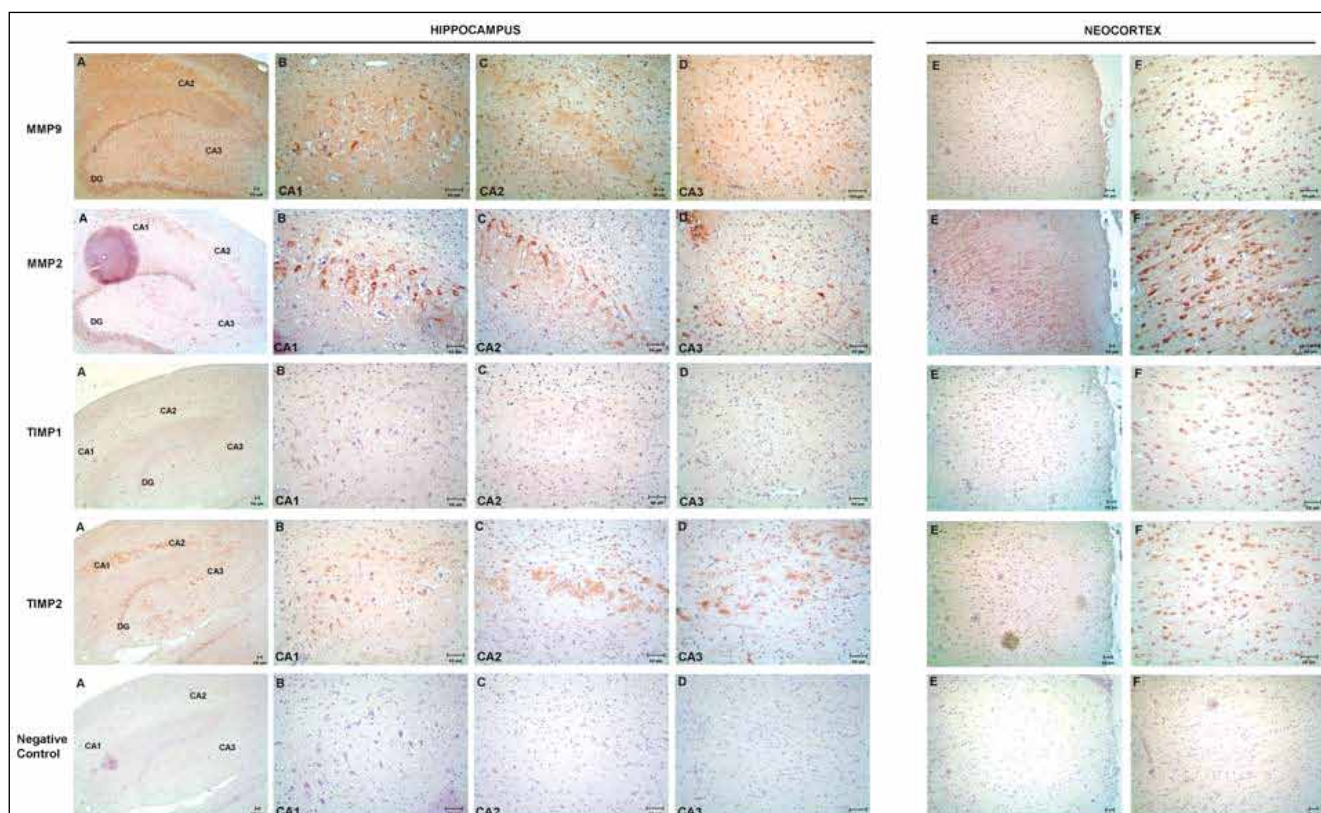 HIPPOCAMPUS NEOCORTEX
MMP9
A CA2 CA3 DG
B CA1
C CA2
D CA3
E
F
MMP2
A CA1 CA2 DG CA3
B CA1
C CA2
D CA3
E
F
TIMP1
A CA2 CA1 CA3 DG
B CA1
C CA2
D CA3
E
F
TIMP2
A CA2 CA1 CA3 DG
B CA1
C CA2
D CA3
E
F
Negative
Control
A CA2 CA1 CA3
B CA1
C CA2
D CA3
E
F